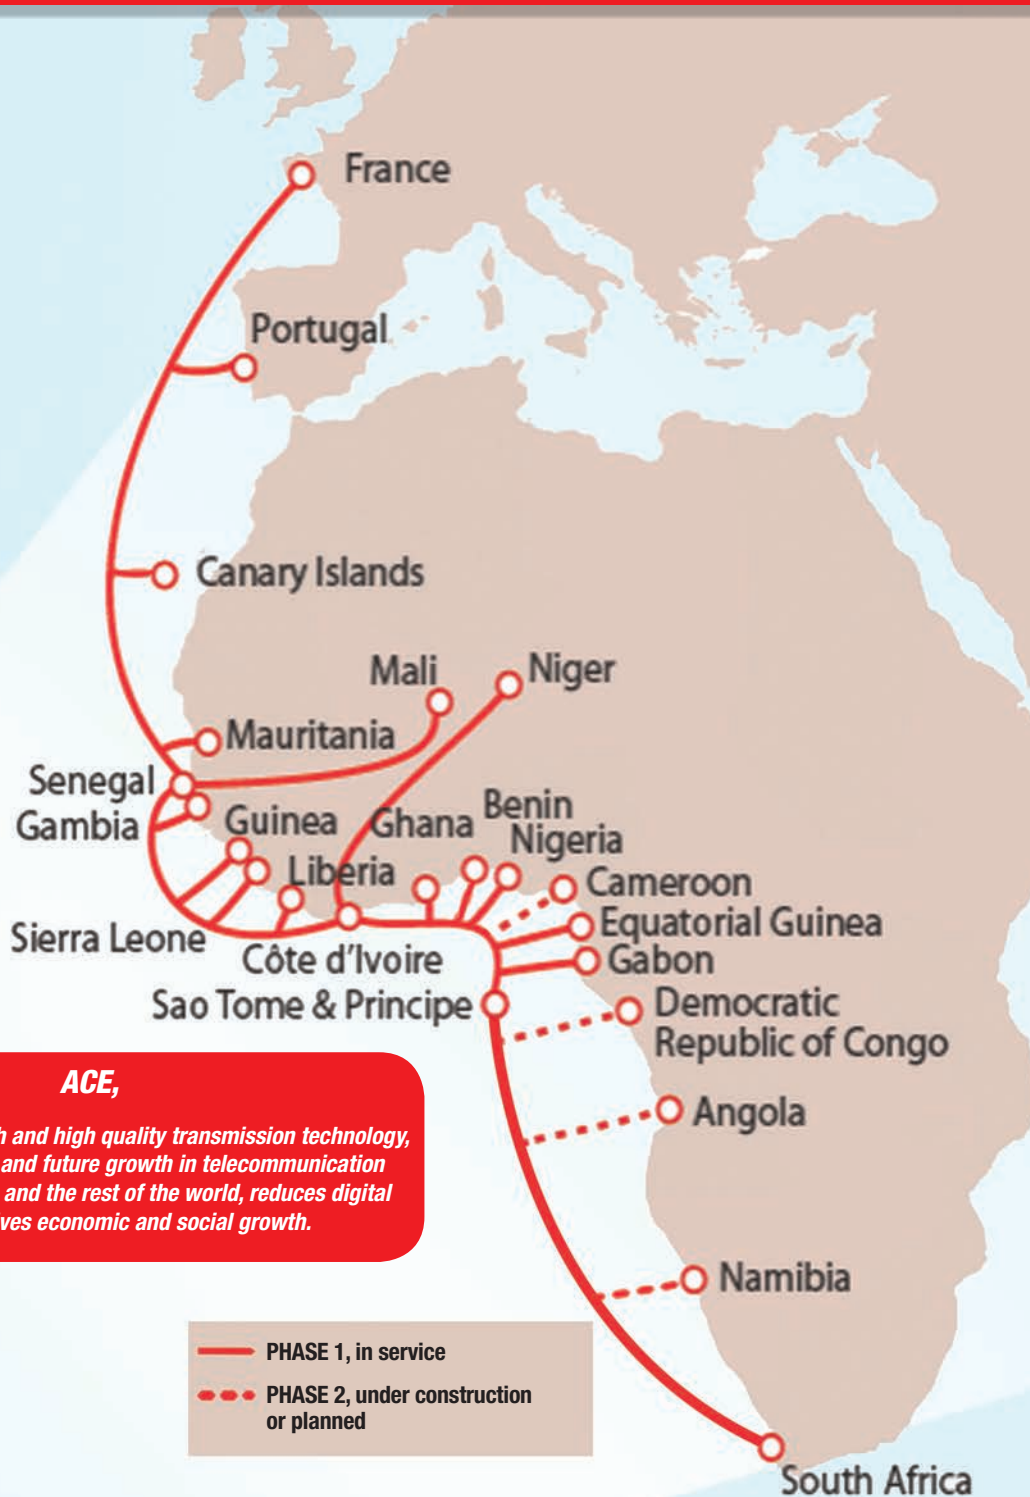 France
Portugal
Canary Islands
Mali
Niger
Mauritania
Senegal
Gambia
Guinea
Ghana
Benin
Nigeria
Liberia
Cameroon
Equatorial Guinea
Sierra Leone
Côte d'Ivoire
Gabon
Sao Tome & Principe
Democratic
Republic of Congo
ACE,
and high quality transmission technology,
and future growth in telecommunication
and the rest of the world, reduces digital
economic and social growth.
Angola
Namibia
PHASE 1, in service
PHASE 2, under construction
or planned
South Africa